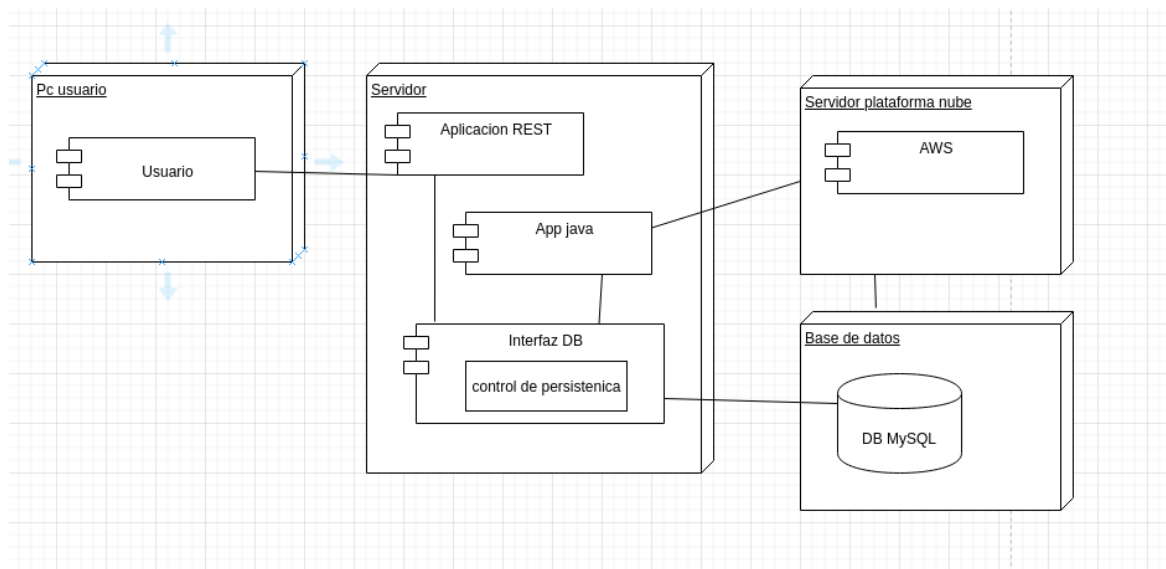 Pc usuario
Usuario
Servidor
Aplicacion REST
App java
Interfaz DB
control de persistenica
Servidor plataforma nube
AWS
Base de datos
DB MySQL